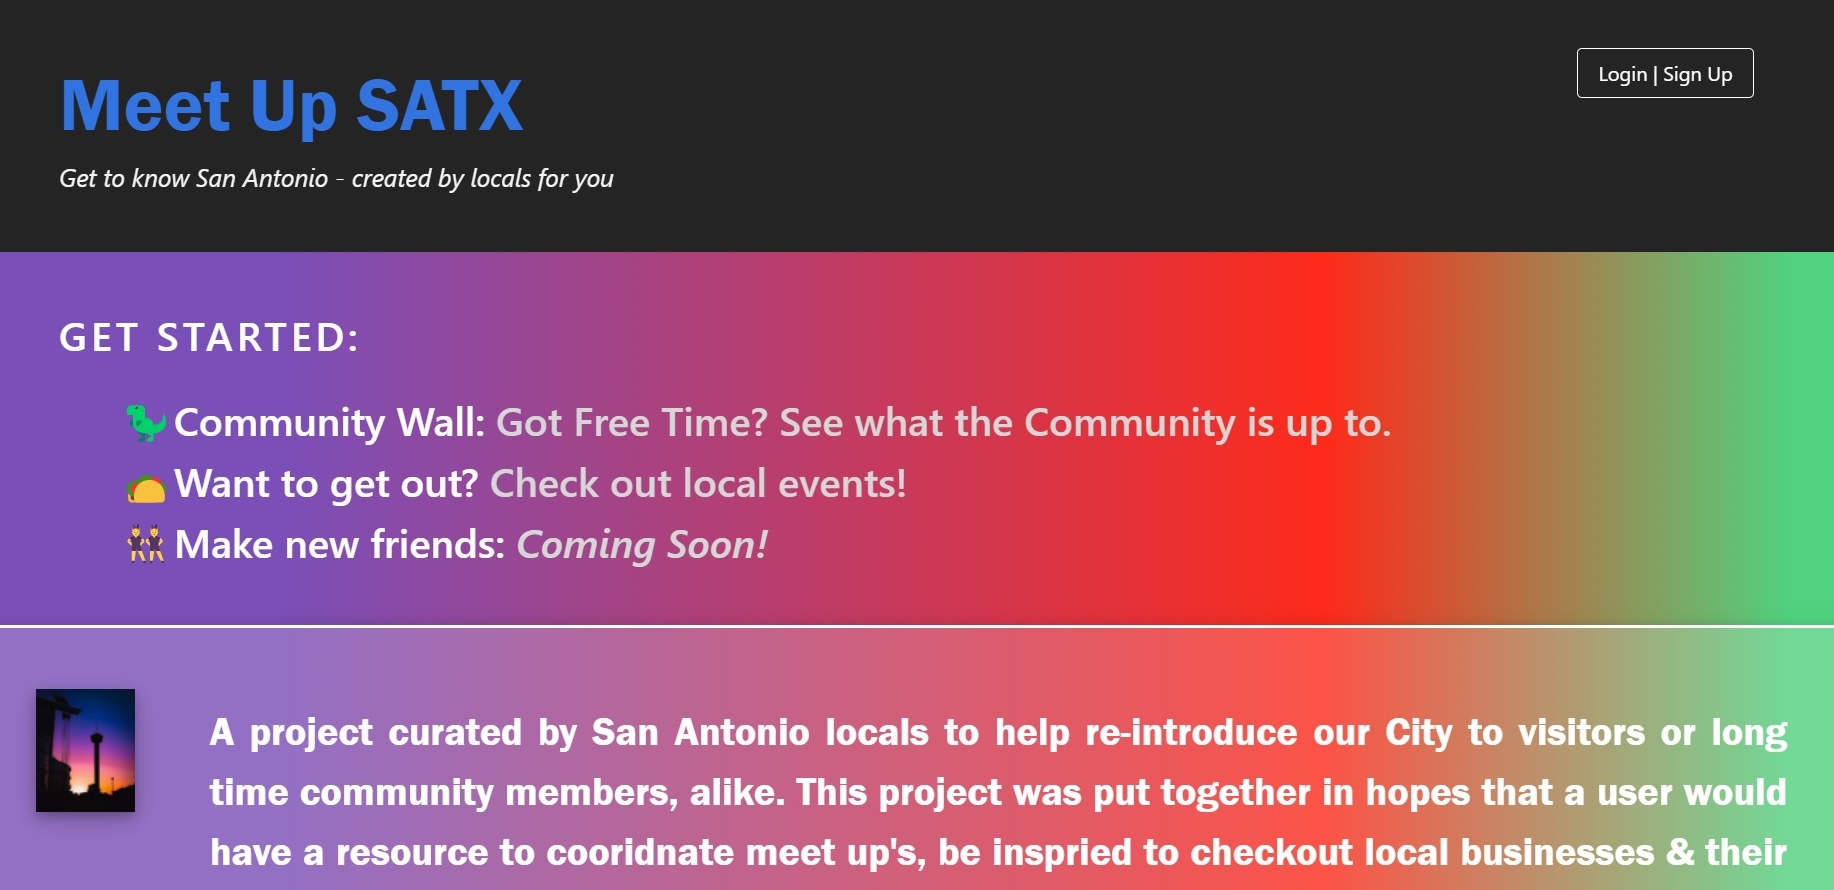 Meet Up SATX
Login | Sign Up
Get to know San Antonio - created by locals for you
GET STARTED:
Community Wall: Got Free Time? See what the Community is up to.
Want to get out? Check out local events!
Make new friends: Coming Soon!
A project curated by San Antonio locals to help re-introduce our City to visitors or long
time community members, alike. This project was put together in hopes that a user would
have a resource to cooridnate meet up's, be inspried to checkout local businesses & their